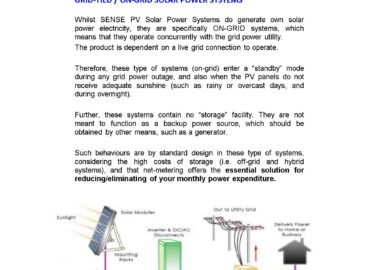 GRID-TIED / ON-GRID SOLAR POWER SYSTEMS
Whilst SENSE PV Solar Power Systems do generate own solar
power electricity, they are specifically ON-GRID systems, which
means that they operate concurrently with the grid power utility.
The product is dependent on a live grid connection to operate.
Therefore, these type of systems (on-grid) enter a “standby” mode
during any grid power outage, and also when the PV panels do not
receive adequate sunshine (such as rainy or overcast days, and
during overnight).
Further, these systems contain no “storage” facility. They are not
meant to function as a backup power source, which should be
obtained by other means, such as a generator.
Such behaviours are by standard design in these type of systems,
considering the high costs of storage (i.e. off-grid and hybrid
systems), and that net-metering offers the essential solution for
reducing/eliminating of your monthly power expenditure.
Sunlight
Solar Modules
Mounting
Racks
Inverter & DC/AC
Disconnects
Out to Utility Grid
Delivers Power
to Home or
Business